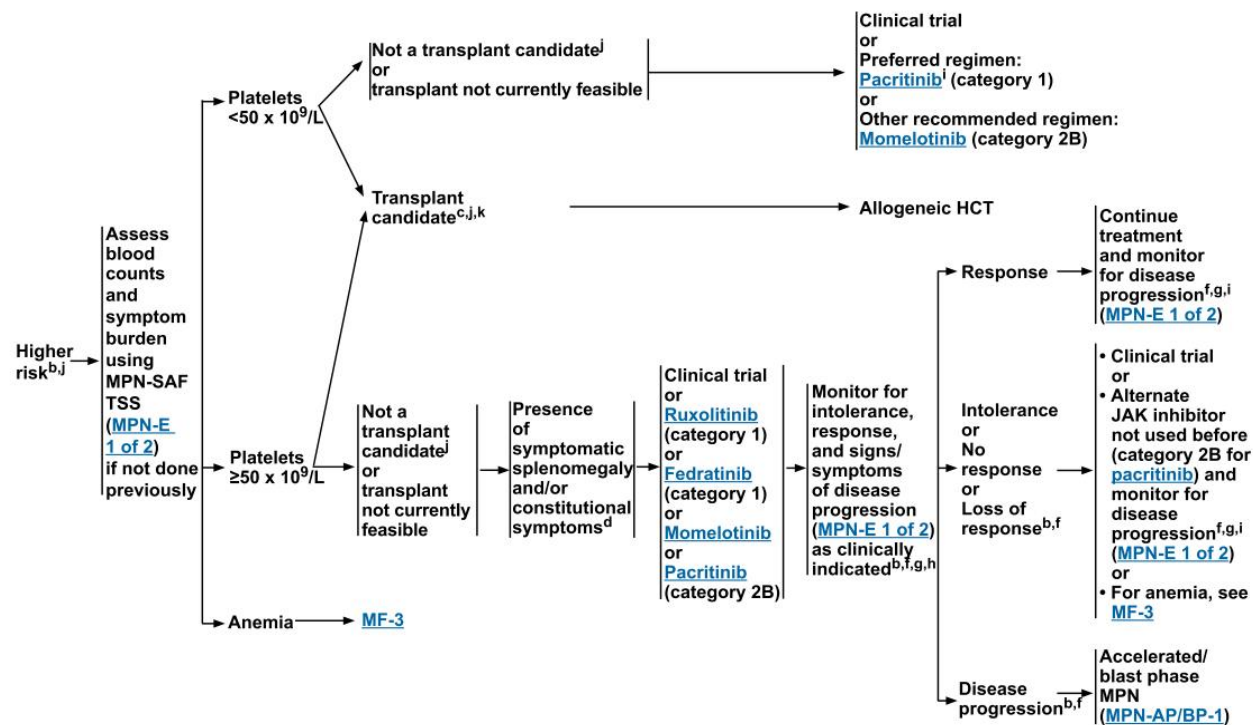 Higher
risk^b,j
Assess
blood
counts
and
symptom
burden
using
MPN-SAF
TSS
(MPN-E
1 of 2)
if not done
previously
Platelets
<50 x 10^9/L
Not a transplant candidate^j
or
transplant not currently feasible
Clinical trial
or
Preferred regimen:
Pacritinib^i (category 1)
or
Other recommended regimen:
Momelotinib (category 2B)
Transplant
candidate^c,j,k
Allogeneic HCT
Platelets
≥50 x 10^9/L
Not a
transplant
candidate^j
or
transplant
not currently
feasible
Presence
of
symptomatic
splenomegaly
and/or
constitutional
symptoms^d
Clinical trial
or
Ruxolitinib
(category 1)
or
Fedratinib
(category 1)
or
Momelotinib
or
Pacritinib
(category 2B)
Monitor for
intolerance,
response,
and signs/
symptoms
of disease
progression
(MPN-E 1 of 2)
as clinically
indicated^b,f,g,h
Response
Continue
treatment
and monitor
for disease
progression^f,g,i
(MPN-E 1 of 2)
Intolerance
or
No
response
or
Loss of
response^b,f
• Clinical trial
or
• Alternate
JAK inhibitor
not used before
(category 2B for
pacritinib) and
monitor for
disease
progression^f,g,i
(MPN-E 1 of 2)
or
• For anemia, see
MF-3
Disease
progression^b,f
Accelerated/
blast phase
MPN
(MPN-AP/BP-1)
Anemia
MF-3